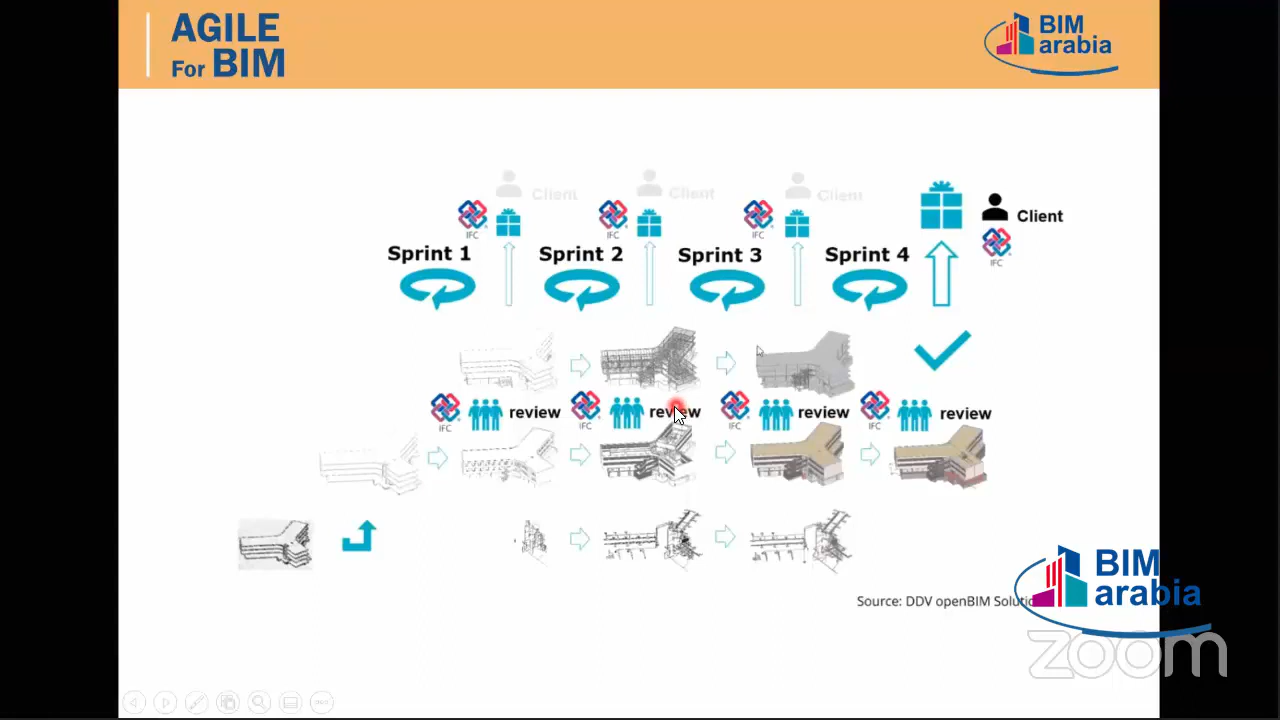 AGILE
For BIM
BIM
arabia
Client
Client
Client
Client
IFC
IFC
IFC
IFC
Sprint 1
Sprint 2
Sprint 3
Sprint 4
IFC
review
IFC
review
IFC
review
IFC
review
Source: DDV openBIM
BIM
arabia
zoom